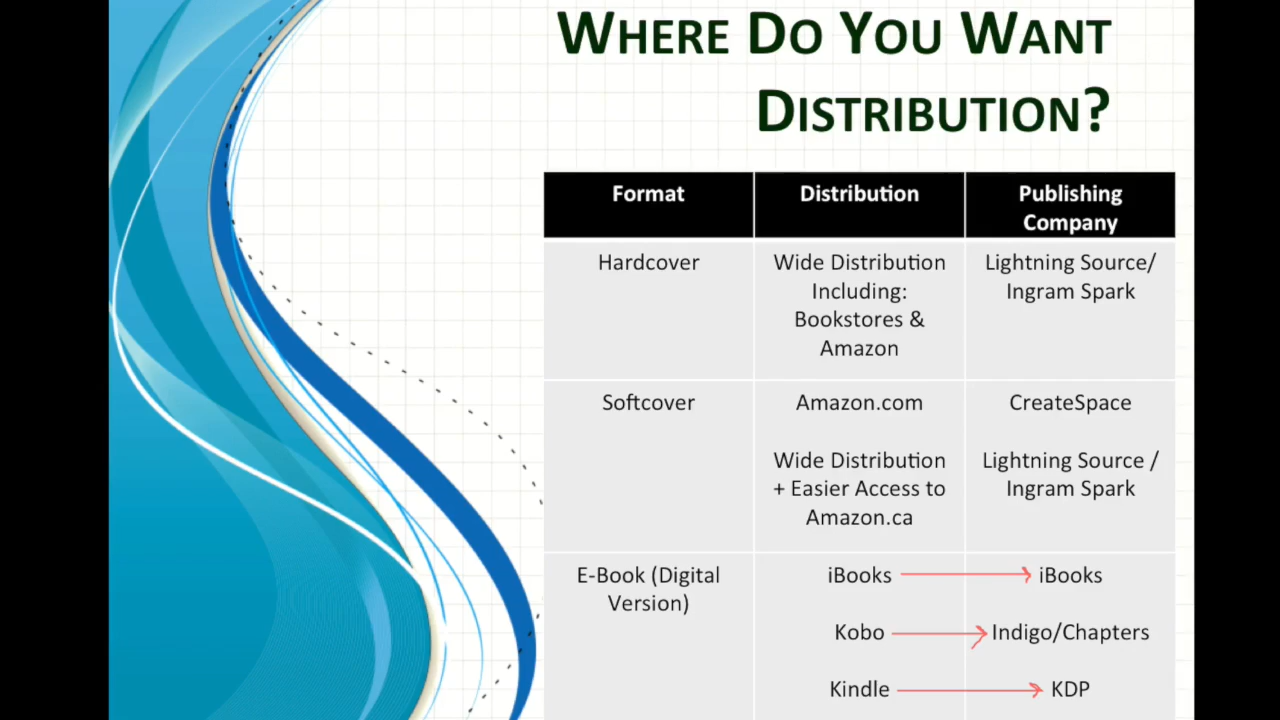 WHERE DO YOU WANT
DISTRIBUTION?
Format
Distribution
Publishing
Company
Hardcover
Wide Distribution
Including:
Bookstores &
Amazon
Lightning Source/
Ingram Spark
Softcover
Amazon.com
CreateSpace
Wide Distribution
+ Easier Access to
Amazon.ca
Lightning Source /
Ingram Spark
E-Book (Digital
Version)
iBooks
iBooks
Kobo
Indigo/Chapters
Kindle
KDP